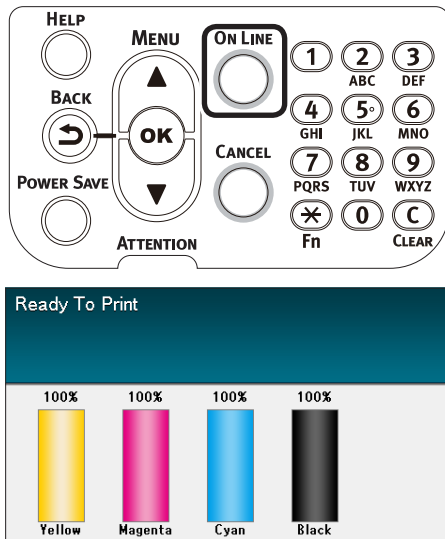 HELP
MENU
ON LINE
1
2
3
ABC
DEF
BACK
OK
4
5
6
GHI
JKL
MNO
CANCEL
7
8
9
PQRS
TUV
WXYZ
POWER SAVE
0
C
Fn
CLEAR
ATTENTION
Ready To Print
100% 100% 100% 100%
Yellow Magenta Cyan Black